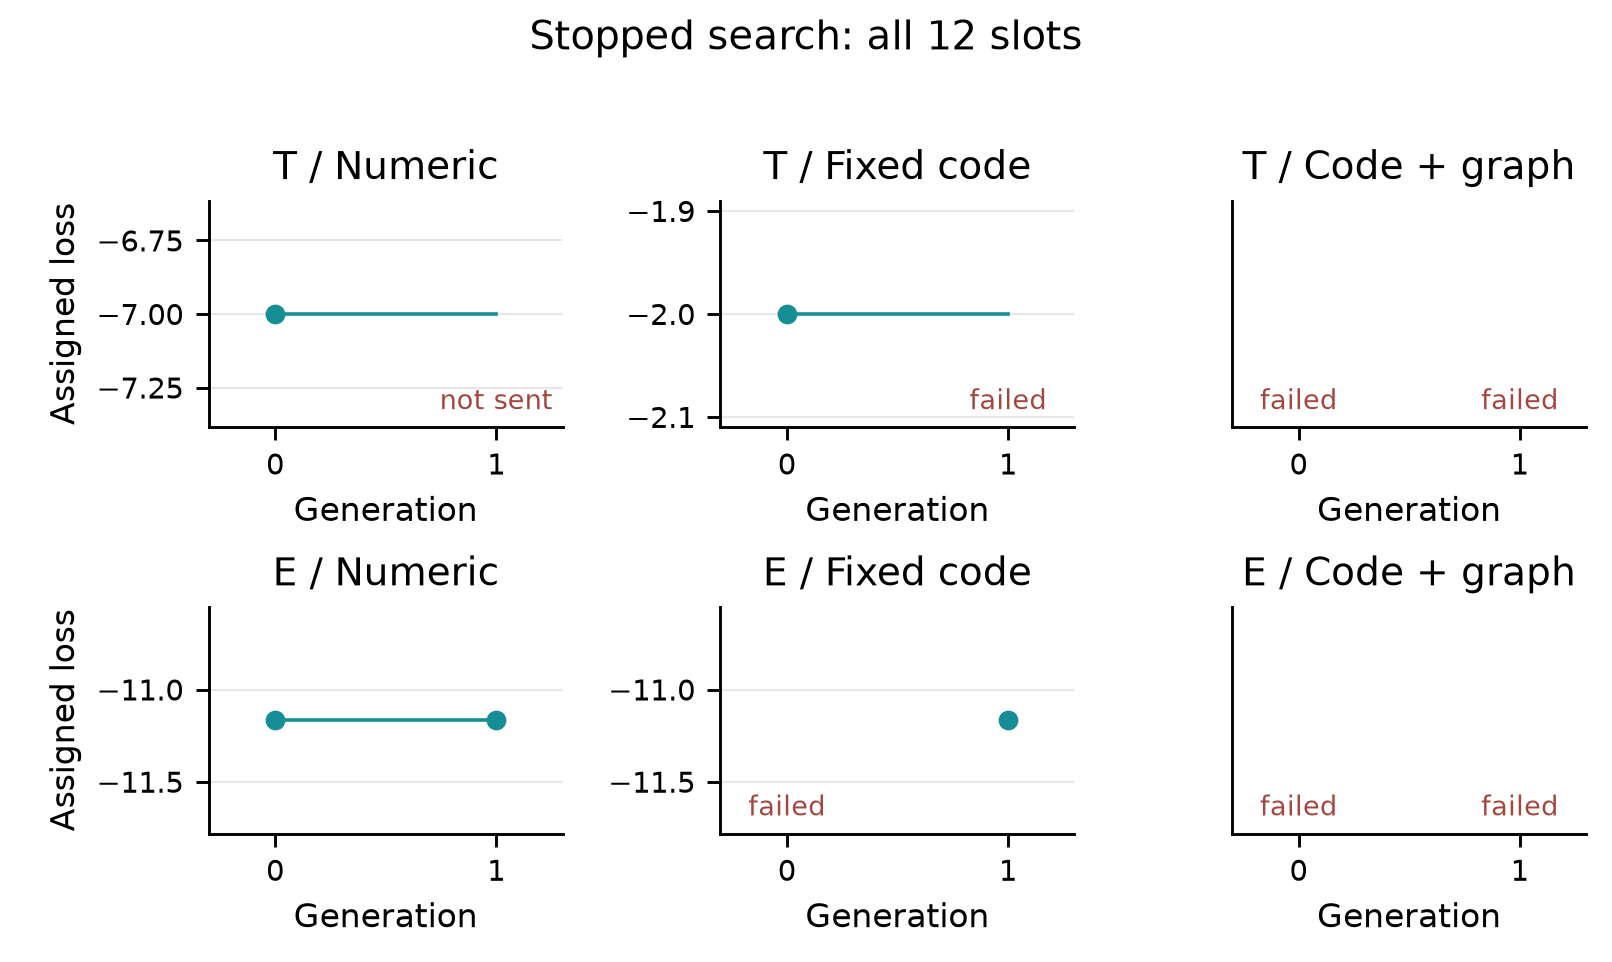 Stopped search: all 12 slots
T / Numeric
Assigned loss
−6.75
−7.00
−7.25
not sent
0 1
Generation
T / Fixed code
−1.9
−2.0
−2.1
failed
0 1
Generation
T / Code + graph
failed failed
0 1
Generation
E / Numeric
Assigned loss
−11.0
−11.5
0 1
Generation
E / Fixed code
−11.0
−11.5
failed
0 1
Generation
E / Code + graph
failed failed
0 1
Generation